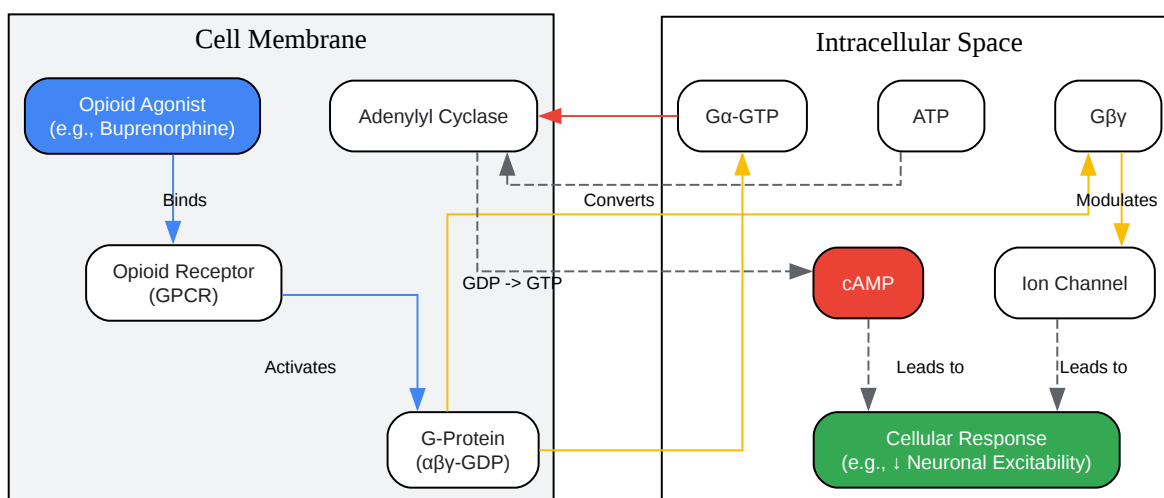 Cell Membrane
Intracellular Space
Opioid Agonist
(e.g., Buprenorphine)
Adenylyl Cyclase
Gα-GTP
ATP
Gβγ
Binds
Converts
Modulates
Opioid Receptor
(GPCR)
GDP -> GTP
cAMP
Ion Channel
Activates
Leads to
Leads to
G-Protein
(αβγ-GDP)
Cellular Response
(e.g., ↓ Neuronal Excitability)